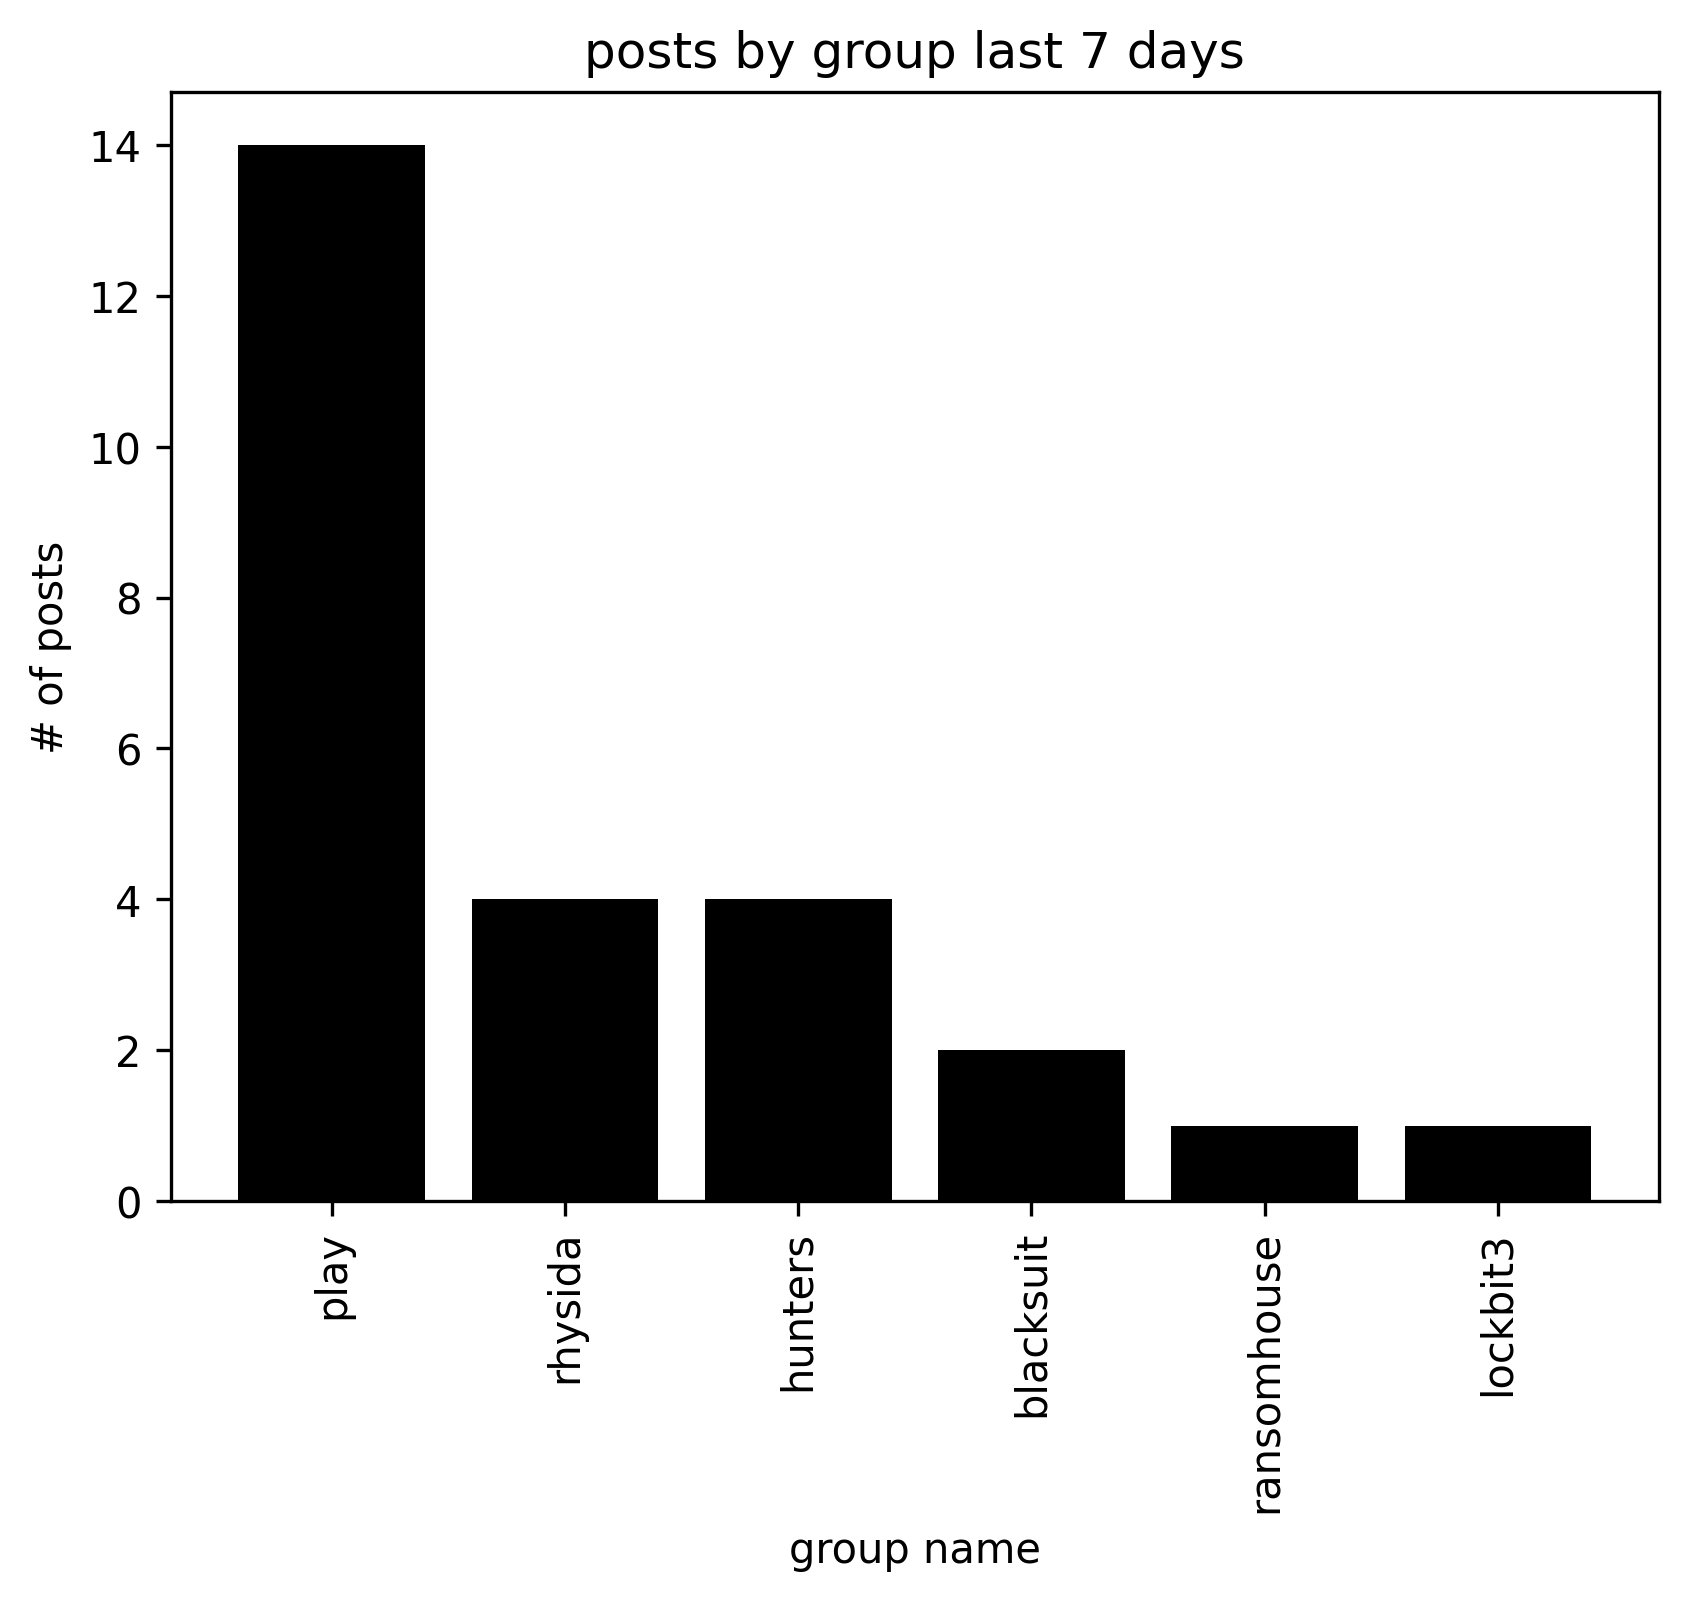 posts by group last 7 days
14
12
10
8
6
4
2
0
# of posts
play
rhysida
hunters
blacksuit
ransomhouse
lockbit3
group name